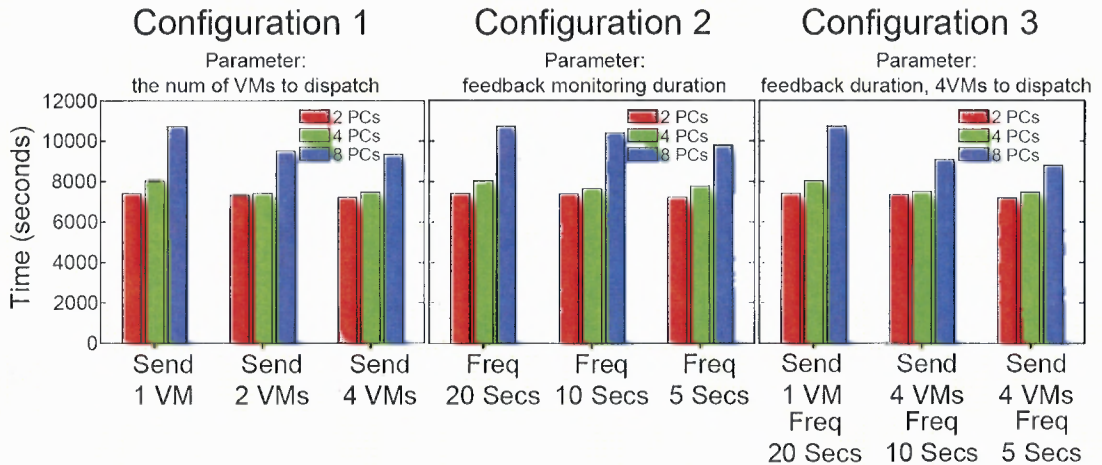 Configuration 1
Parameter:
the num of VMs to dispatch
Configuration 2
Parameter:
feedback monitoring duration
Configuration 3
Parameter:
feedback duration, 4VMs to dispatch
Time (seconds)
12000
10000
8000
6000
4000
2000
0
2 PCs
4 PCs
8 PCs
2 PCs
4 PCs
8 PCs
2 PCs
4 PCs
8 PCs
Send
1 VM
Send
2 VMs
Send
4 VMs
Freq
20 Secs
Freq
10 Secs
Freq
5 Secs
Send
1 VM
Freq
20 Secs
Send
4 VMs
Freq
10 Secs
Send
4 VMs
Freq
5 Secs